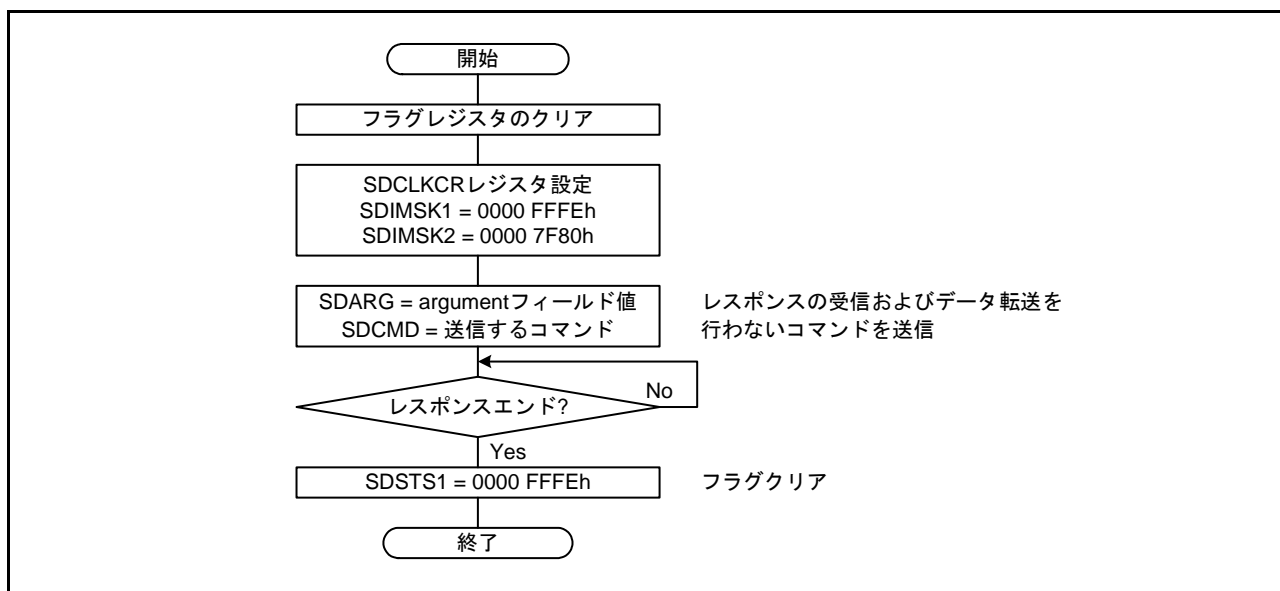 開始
フラグレジスタのクリア
SDCLKCRレジスタ設定
SDIMSK1 = 0000 FFFEh
SDIMSK2 = 0000 7F80h
SDARG = argumentフィールド値
SDCMD = 送信するコマンド
レスポンスの受信およびデータ転送を
行わないコマンドを送信
レスポンスエンド?
No
Yes
SDSTS1 = 0000 FFFEh
フラグクリア
終了